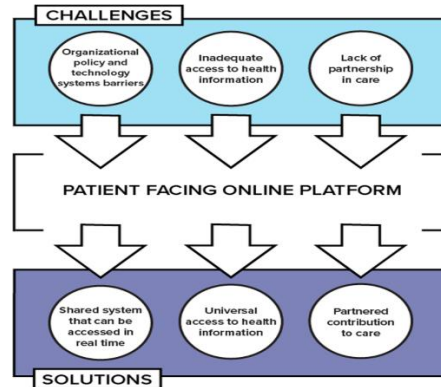 CHALLENGES
Organizational
policy and
technology
systems barriers
Inadequate
access to health
information
Lack of
partnership
in care
PATIENT FACING ONLINE PLATFORM
Shared system
that can be
accessed in
real time
Universal
access to health
information
Partnered
contribution
to care
SOLUTIONS